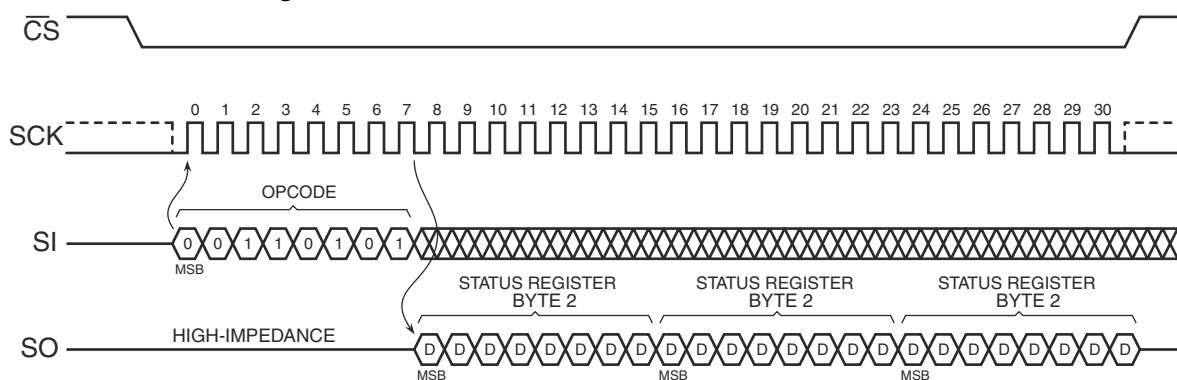 CS
0 1 2 3 4 5 6 7 8 9 10 11 12 13 14 15 16 17 18 19 20 21 22 23 24 25 26 27 28 29 30
SCK
OPCODE
SI 0 0 1 1 0 1 0 1
MSB
STATUS REGISTER STATUS REGISTER STATUS REGISTER
BYTE 2 BYTE 2 BYTE 2
HIGH-IMPEDANCE
SO D D D D D D D D D D D D D D D D D D D D D D D D
MSB MSB MSB